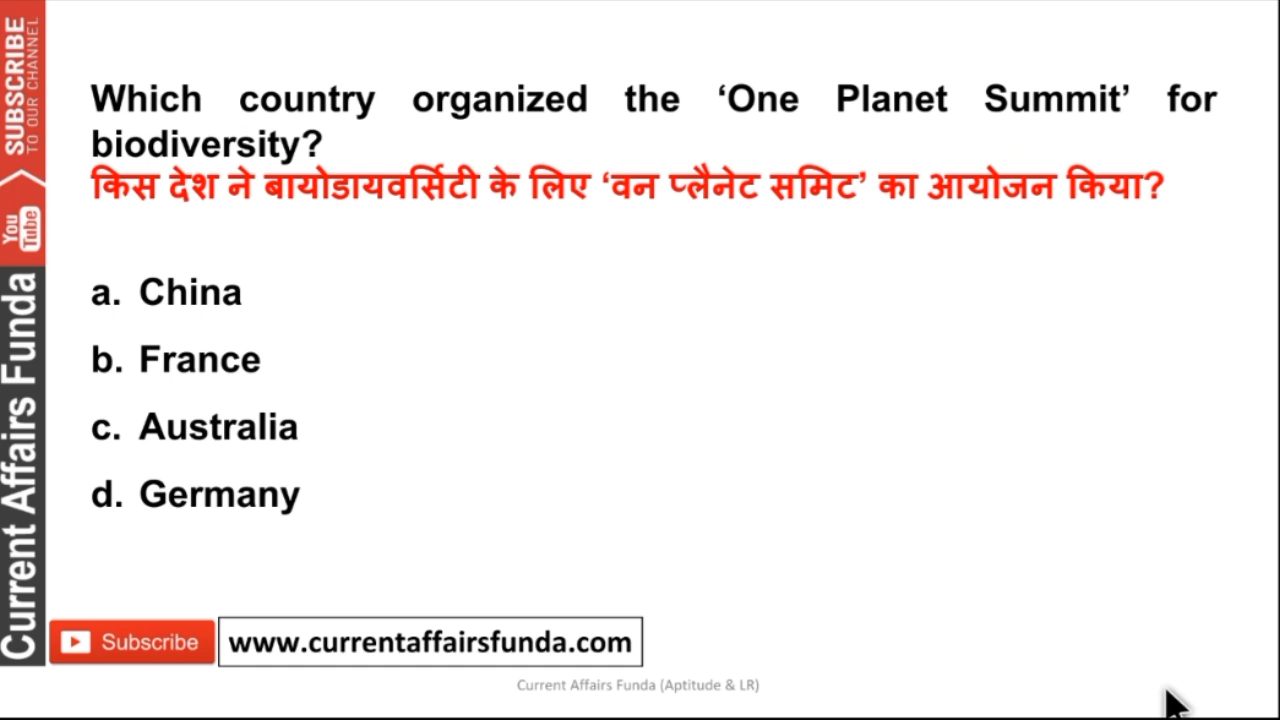 Which country organized the ‘One Planet Summit’ for
biodiversity?
किस देश ने बायोडायवर्सिटी के लिए ‘वन प्लैनेट समिट’ का आयोजन किया?
a. China
b. France
c. Australia
d. Germany
SUBSCRIBE
TO OUR CHANNEL
You
Tube
Current Affairs Funda
Subscribe
www.currentaffairsfunda.com
Current Affairs Funda (Aptitude & LR)